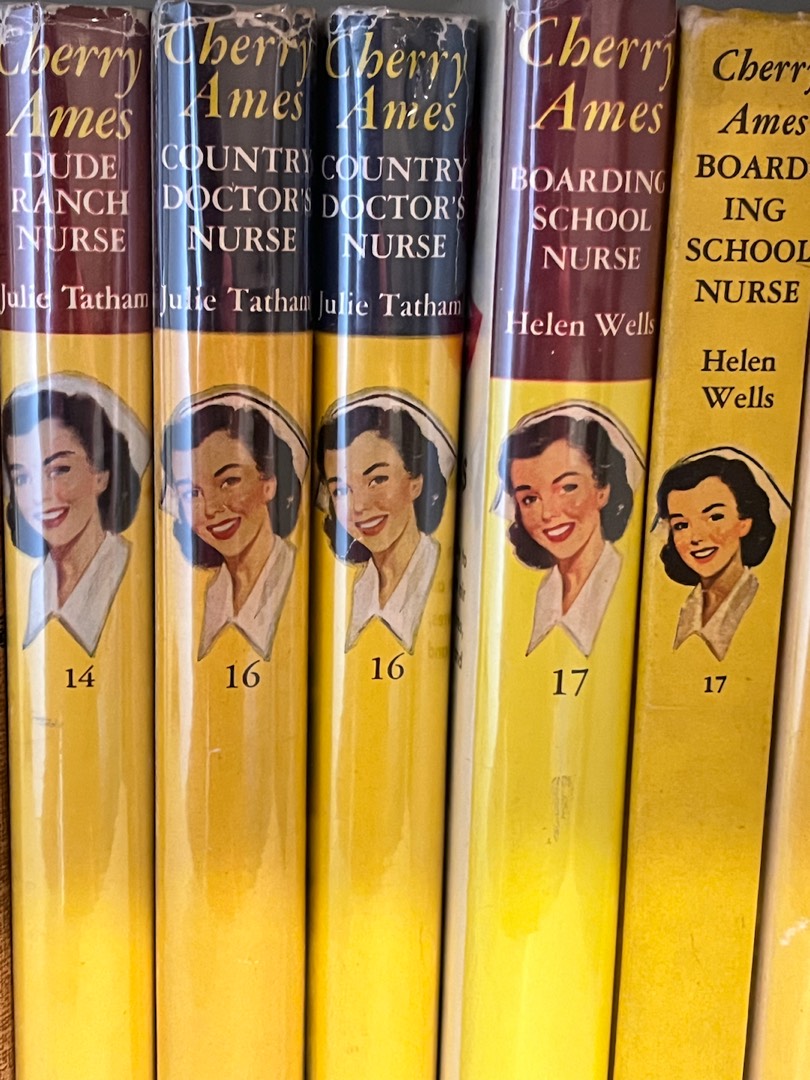 Cherry
Ames
DUDE
RANCH
NURSE
Julie Tatham
14
Cherry
Ames
COUNTRY
DOCTOR'S
NURSE
Julie Tatham
16
Cherry
Ames
COUNTRY
DOCTOR'S
NURSE
Julie Tatham
16
Cherry
Ames
BOARDING
SCHOOL
NURSE
Helen Wells
17
Cherry
Ames
BOARD
ING
SCHOOL
NURSE
Helen
Wells
17